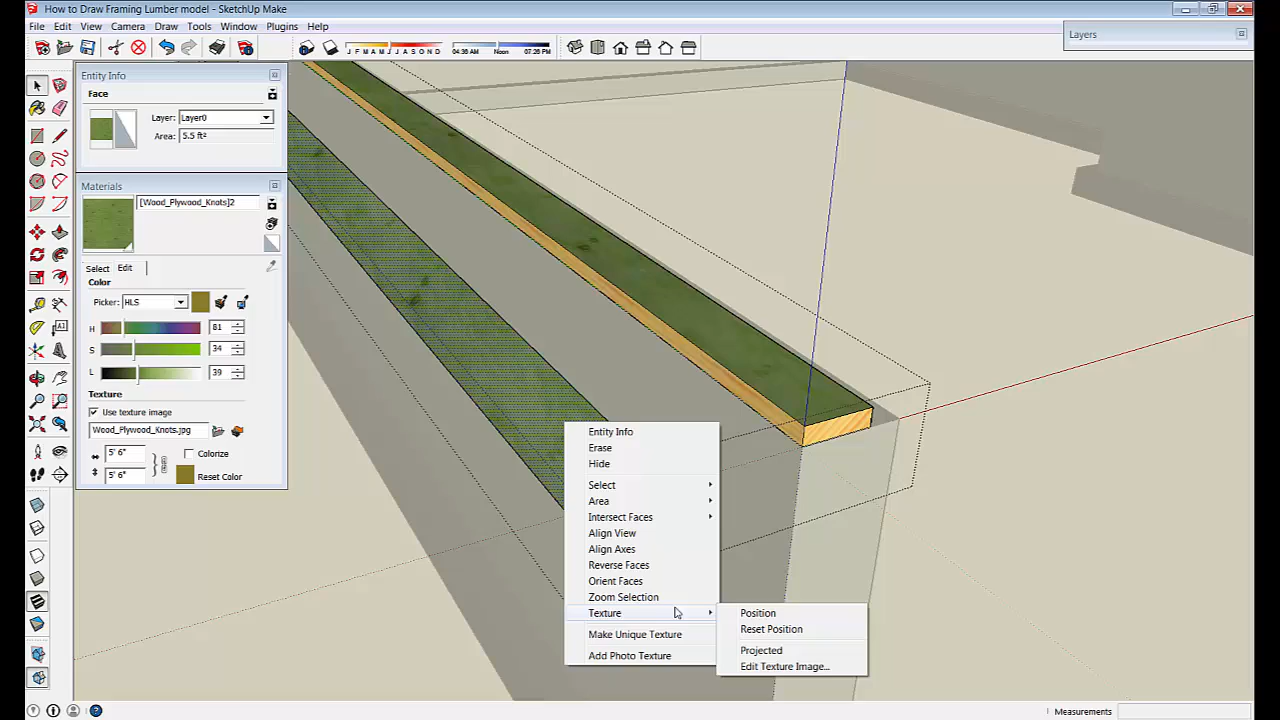 How to Draw Framing Lumber model - SketchUp Make
File Edit View Camera Draw Tools Window Plugins Help
J F M A M J J A S O N D
04:36 AM Noon 07:26 PM
Layers
Entity Info
Face
Layer: Layer0
Area: 5.5 ft²
Materials
[Wood_Plywood_Knots]2
Select Edit
Color
Picker: HLS
H 81
S 34
L 39
Texture
Use texture image
Wood_Plywood_Knots.jpg
5' 6"
Colorize
5' 6"
Reset Color
Entity Info
Erase
Hide
Select
Area
Intersect Faces
Align View
Align Axes
Reverse Faces
Orient Faces
Zoom Selection
Texture
Make Unique Texture
Add Photo Texture
Position
Reset Position
Projected
Edit Texture Image...
Measurements